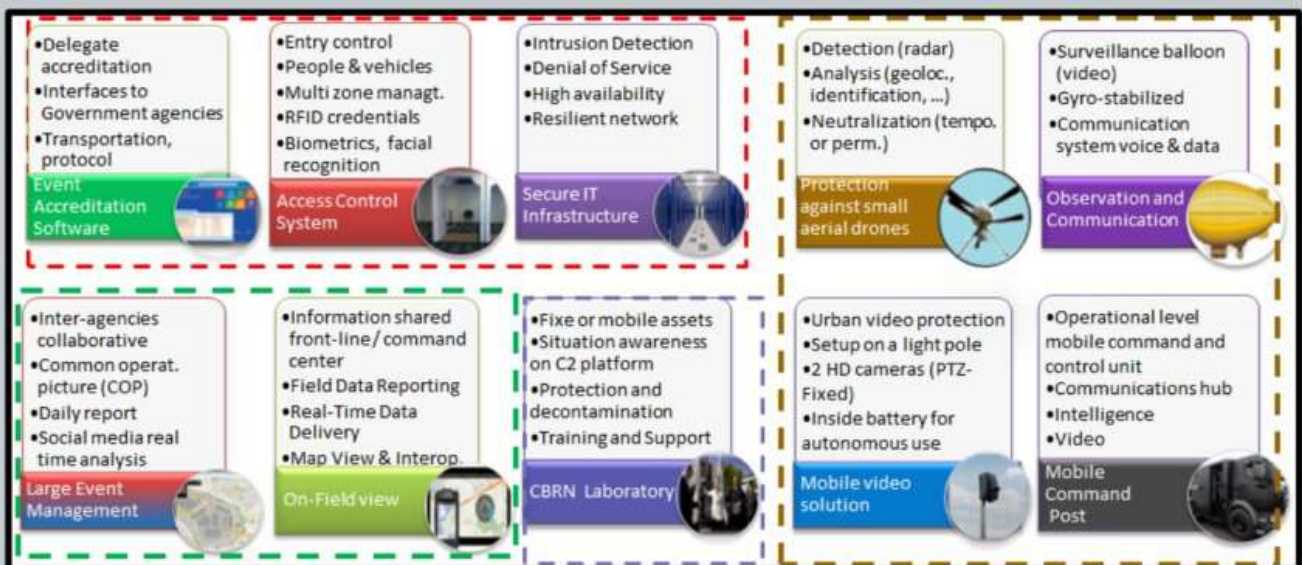 •Delegate
accreditation
•Interfaces to
Government agencies
•Transportation,
protocol
Event
Accreditation
Software
•Entry control
•People & vehicles
•Multi zone managt.
•RFID credentials
•Biometrics, facial
recognition
Access Control
System
•Intrusion Detection
•Denial of Service
•High availability
•Resilient network
Secure IT
Infrastructure
•Detection (radar)
•Analysis (geoloc.,
identification, ...)
•Neutralization (tempo.
or perm.)
Protection
against small
aerial drones
•Surveillance balloon
(video)
•Gyro-stabilized
•Communication
system voice & data
Observation and
Communication
•Inter-agencies
collaborative
•Common operat.
picture (COP)
•Daily report
•Social media real
time analysis
Large Event
Management
•Information shared
front-line/ command
center
•Field Data Reporting
•Real-Time Data
Delivery
•Map View & Interop.
On-Field view
•Fixe or mobile assets
•Situation awareness
on C2 platform
•Protection and
decontamination
•Training and Support
CBRN Laboratory
•Urban video protection
•Setup on a light pole
•2 HD cameras (PTZ-
Fixed)
•Inside battery for
autonomous use
Mobile video
solution
•Operational level
mobile command and
control unit
•Communications hub
•Intelligence
•Video
Mobile
Command
Post